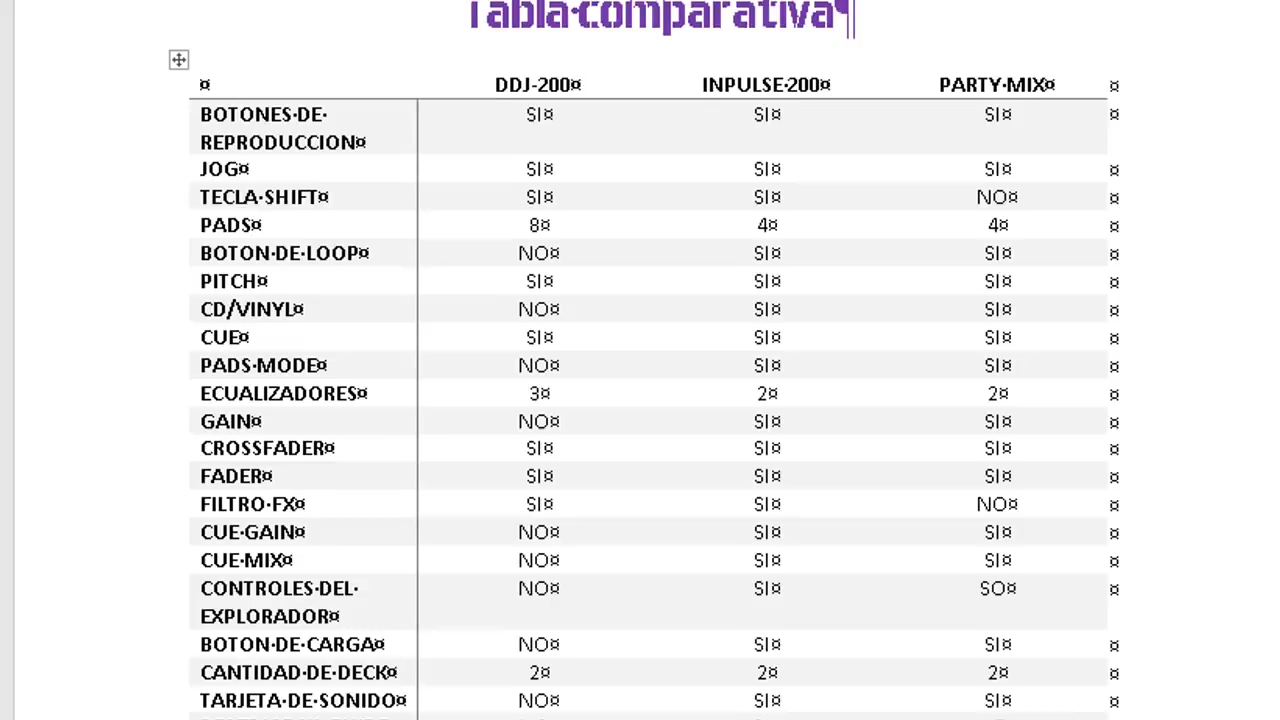 Tabla comparativa
DDJ-200 INPULSE 200 PARTY MIX
BOTONES DE SI SI SI
REPRODUCCION
JOG SI SI SI
TECLA SHIFT SI SI NO
PADS 8 4 4
BOTON DE LOOP NO SI SI
PITCH SI SI SI
CD/VINYL NO SI SI
CUE SI SI SI
PADS MODE NO SI SI
ECUALIZADORES 3 2 2
GAIN NO SI SI
CROSSFADER SI SI SI
FADER SI SI SI
FILTRO FX SI SI NO
CUE GAIN NO SI SI
CUE MIX NO SI SI
CONTROLES DEL NO SI SO
EXPLORADOR
BOTON DE CARGA NO SI SI
CANTIDAD DE DECK 2 2 2
TARJETA DE SONIDO NO SI SI